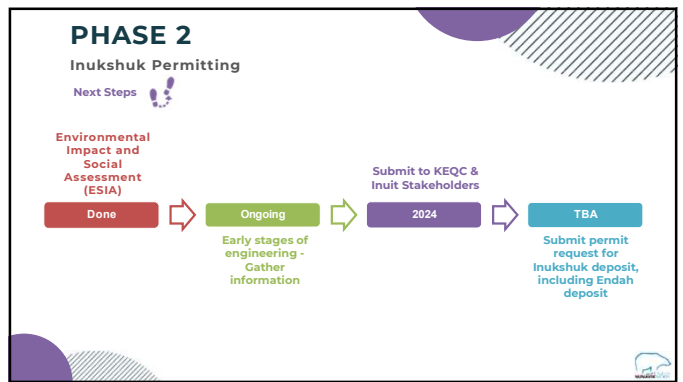 PHASE 2
Inukshuk Permitting
Next Steps
Environmental
Impact and
Social
Assessment
(ESIA)
Done
Ongoing
Early stages of
engineering -
Gather
information
Submit to KEQC &
Inuit Stakeholders
2024
TBA
Submit permit
request for
Inukshuk deposit,
including Endah
deposit